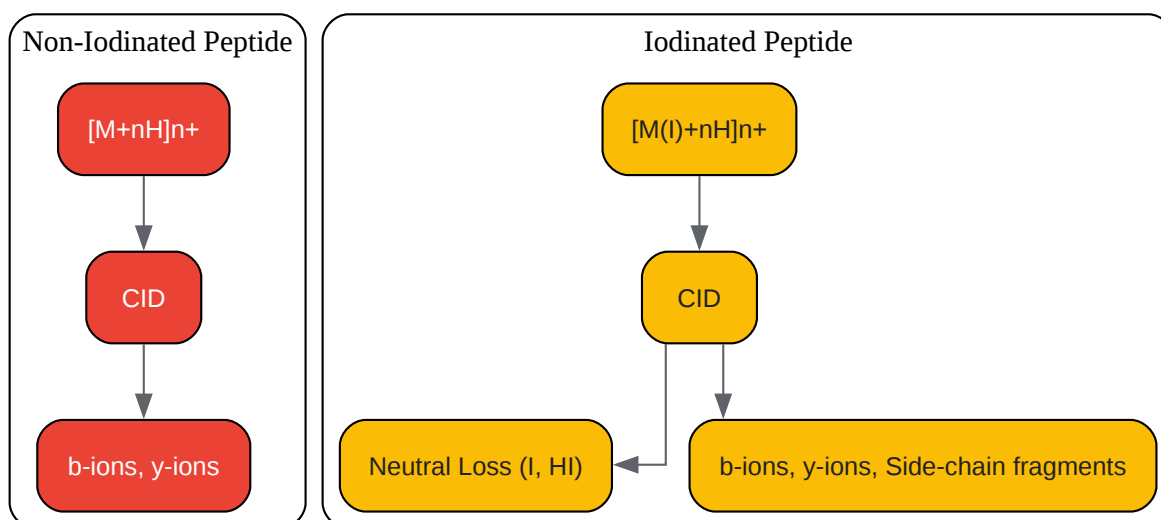 Non-Iodinated Peptide
[M+nH]n+
CID
b-ions, y-ions
Iodinated Peptide
[M(I)+nH]n+
CID
Neutral Loss (I, HI)
b-ions, y-ions, Side-chain fragments